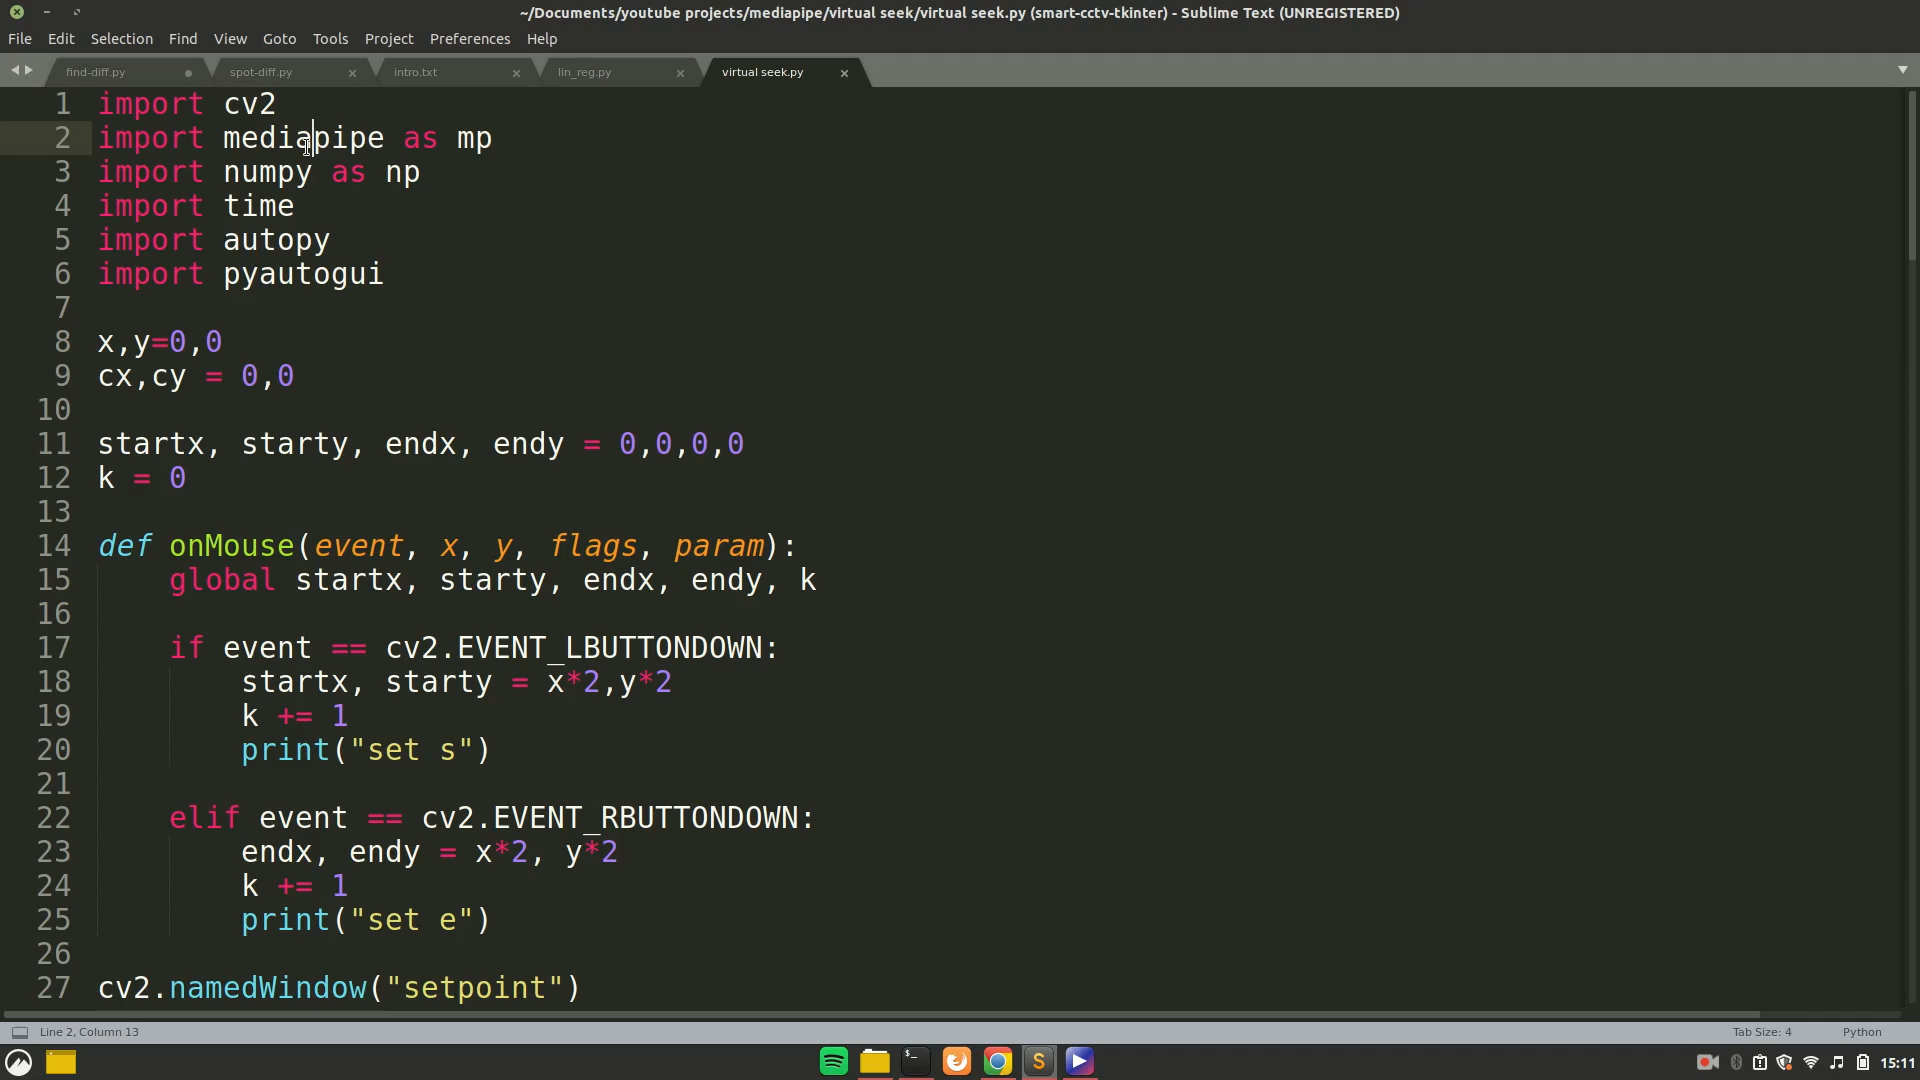 ~/Documents/youtube projects/mediapipe/virtual seek/virtual seek.py (smart-cctv-tkinter) - Sublime Text (UNREGISTERED)
File Edit Selection Find View Goto Tools Project Preferences Help
find-diff.py spot-diff.py intro.txt lin_reg.py virtual seek.py
1 import cv2
2 import mediapipe as mp
3 import numpy as np
4 import time
5 import autopy
6 import pyautogui
7
8 x,y=0,0
9 cx,cy = 0,0
10
11 startx, starty, endx, endy = 0,0,0,0
12 k = 0
13
14 def onMouse(event, x, y, flags, param):
15 global startx, starty, endx, endy, k
16
17 if event == cv2.EVENT_LBUTTONDOWN:
18 startx, starty = x*2,y*2
19 k += 1
20 print("set s")
21
22 elif event == cv2.EVENT_RBUTTONDOWN:
23 endx, endy = x*2, y*2
24 k += 1
25 print("set e")
26
27 cv2.namedWindow("setpoint")
Line 2, Column 13 Tab Size: 4 Python
15:11